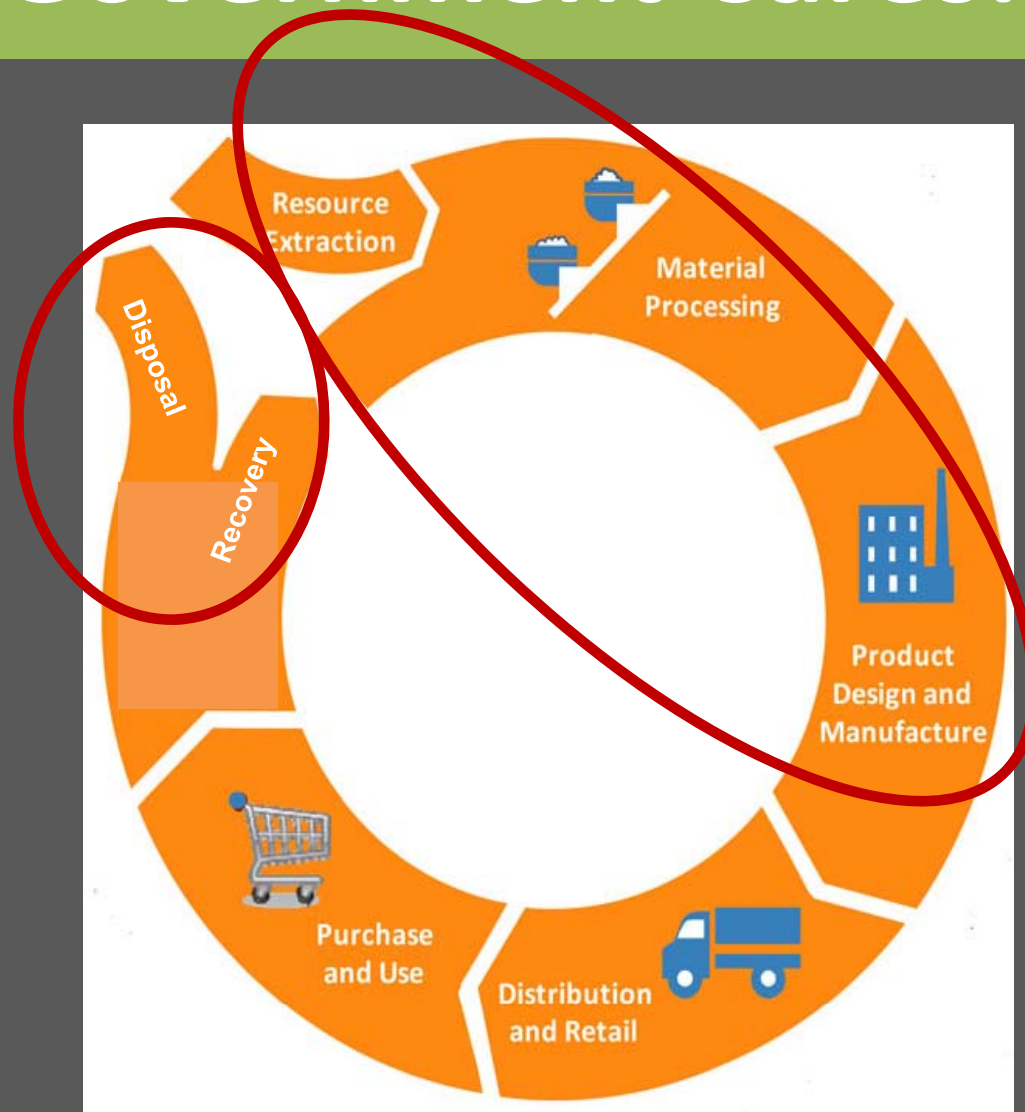 Resource
Extraction
Material
Processing
Product
Design and
Manufacture
Distribution
and Retail
Purchase
and Use
Recovery
Disposal